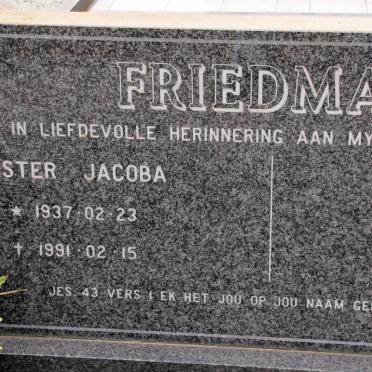 FRIEDMA
IN LIEFDEVOLLE HERINNERING AAN MY
STER JACOBA
★ 1937·02·23
† 1991·02·15
JES. 43 VERS 1 EK HET JOU OP JOU NAAM GE